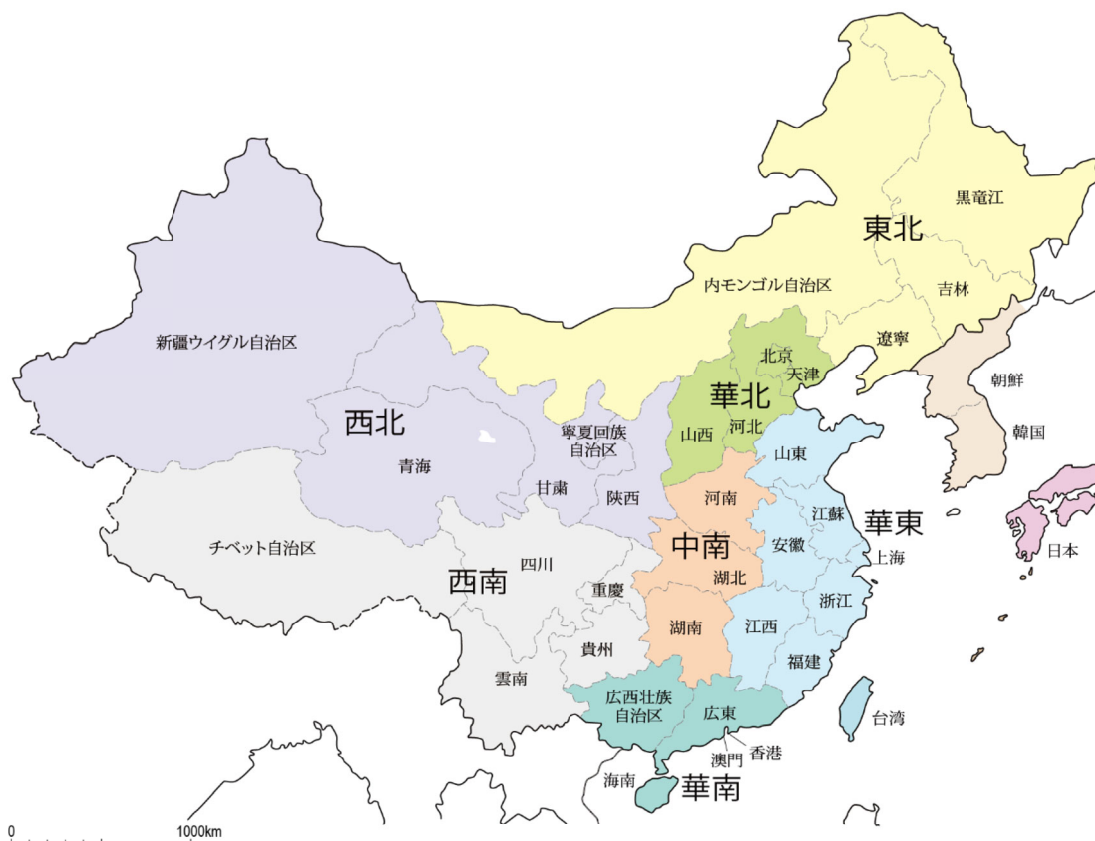 黒竜江
東北
内モンゴル自治区
吉林
新疆ウイグル自治区
遼寧
北京
天津
朝鮮
華北
西北
山西
河北
寧夏回族
自治区
韓国
青海
山東
甘粛
陝西
河南
江蘇
華東
チベット自治区
中南
安徽
上海
日本
四川
西南
湖北
重慶
浙江
湖南
江西
貴州
福建
雲南
広西壮族
自治区
広東
台湾
香港
澳門
海南
華南
0
1000km